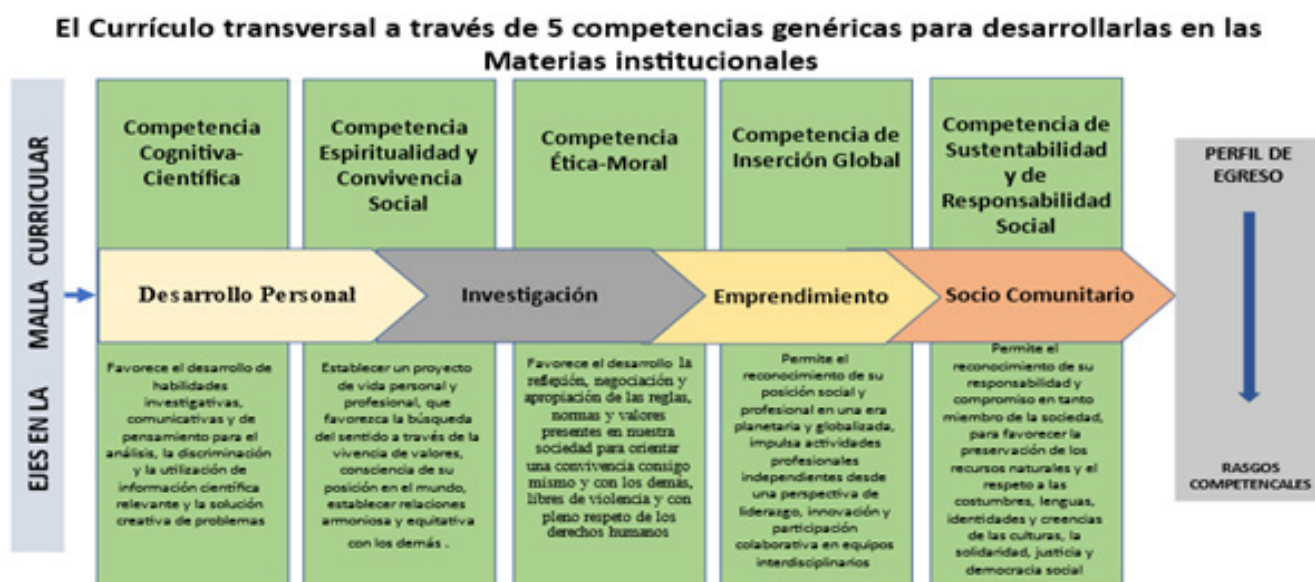 El Currículo transversal a través de 5 competencias genéricas para desarrollarlas en las
Materias institucionales
EJES EN LA MALLA CURRICULAR
Competencia
Cognitiva-
Científica
Competencia
Espiritualidad y
Convivencia
Social
Competencia
Ética-Moral
Competencia de
Inserción Global
Competencia de
Sustentabilidad
y de
Responsabilidad
Social
PERFIL DE
EGRESO
Desarrollo Personal
Investigación
Emprendimiento
Socio Comunitario
Favorece el desarrollo de
habilidades
investigativas,
comunicativas y de
pensamiento para el
análisis, la discriminación
y la utilización de
información científica
relevante y la solución
creativa de problemas
Establecer un proyecto
de vida personal y
profesional, que
favorezca la búsqueda
del sentido a través de la
vivencia de valores,
consciencia de su
posición en el mundo,
establecer relaciones
armoniosa y equitativa
con los demás .
Favorece el desarrollo la
reflexión, negociación y
apropiación de las reglas,
normas y valores
presentes en nuestra
sociedad para orientar
una convivencia consigo
mismo y con los demás,
libres de violencia y con
pleno respeto de los
derechos humanos
Permite el
reconocimiento de su
posición social y
profesional en una era
planetaria y globalizada,
impulsa actividades
profesionales
independientes desde
una perspectiva de
liderazgo, innovación y
participación
colaborativa en equipos
interdisciplinarios
Permite el
reconocimiento de su
responsabilidad y
compromiso en tanto
miembro de la sociedad,
para favorecer la
preservación de los
recursos naturales y el
respeto a las
costumbres, lenguas,
identidades y creencias
de las culturas, la
solidaridad, justicia y
democracia social
RASGOS
COMPETENCALES